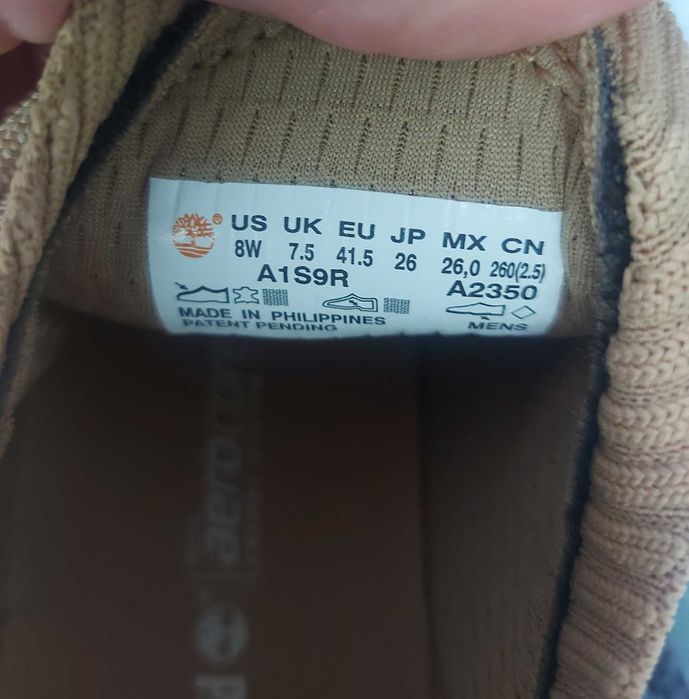 US UK EU JP MX CN
8W 7.5 41.5 26 26,0 260(2.5)
A1S9R A2350
MADE IN PHILIPPINES
PATENT PENDING MENS
aero